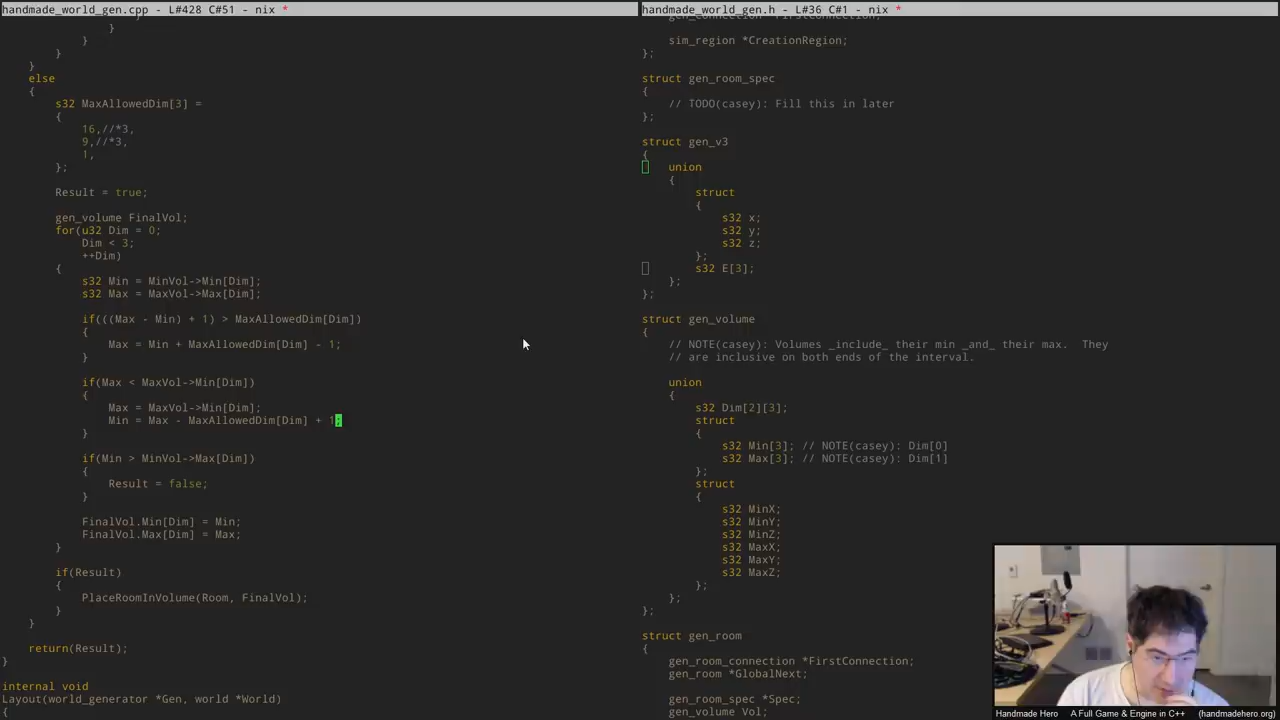 handmade_world_gen.cpp - L#428 C#51 - nix *
}
}
}
}
else
{
s32 MaxAllowedDim[3] =
{
16,//*3,
9,//*3,
1,
};
Result = true;
gen_volume FinalVol;
for(u32 Dim = 0;
Dim < 3;
++Dim)
{
s32 Min = MinVol->Min[Dim];
s32 Max = MaxVol->Max[Dim];
if(((Max - Min) + 1) > MaxAllowedDim[Dim])
{
Max = Min + MaxAllowedDim[Dim] - 1;
}
if(Max < MaxVol->Min[Dim])
{
Max = MaxVol->Min[Dim];
Min = Max - MaxAllowedDim[Dim] + 1;
}
if(Min > MinVol->Max[Dim])
{
Result = false;
}
FinalVol.Min[Dim] = Min;
FinalVol.Max[Dim] = Max;
}
if(Result)
{
PlaceRoomInVolume(Room, FinalVol);
}
}
return(Result);
}
internal void
Layout(world_generator *Gen, world *World)
{
handmade_world_gen.h - L#36 C#1 - nix *
gen_connection *FirstConnection;
sim_region *CreationRegion;
};
struct gen_room_spec
{
// TODO(casey): Fill this in later
};
struct gen_v3
{
union
{
struct
{
s32 x;
s32 y;
s32 z;
};
s32 E[3];
};
};
struct gen_volume
{
// NOTE(casey): Volumes _include_ their min _and_ their max.  They
// are inclusive on both ends of the interval.
union
{
s32 Dim[2][3];
struct
{
s32 Min[3]; // NOTE(casey): Dim[0]
s32 Max[3]; // NOTE(casey): Dim[1]
};
struct
{
s32 MinX;
s32 MinY;
s32 MinZ;
s32 MaxX;
s32 MaxY;
s32 MaxZ;
};
};
};
struct gen_room
{
gen_room_connection *FirstConnection;
gen_room *GlobalNext;
gen_room_spec *Spec;
gen_volume Vol;
Handmade Hero A Full Game & Engine in C++ (handmadehero.org)